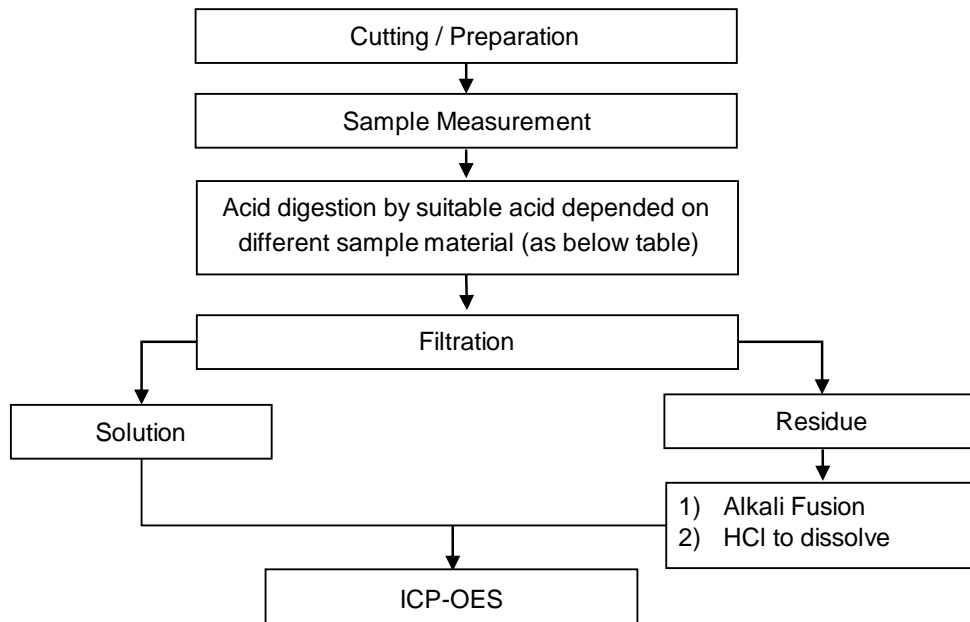 Cutting / Preparation
Sample Measurement
Acid digestion by suitable acid depended on
different sample material (as below table)
Filtration
Solution
Residue
1) Alkali Fusion
2) HCl to dissolve
ICP-OES